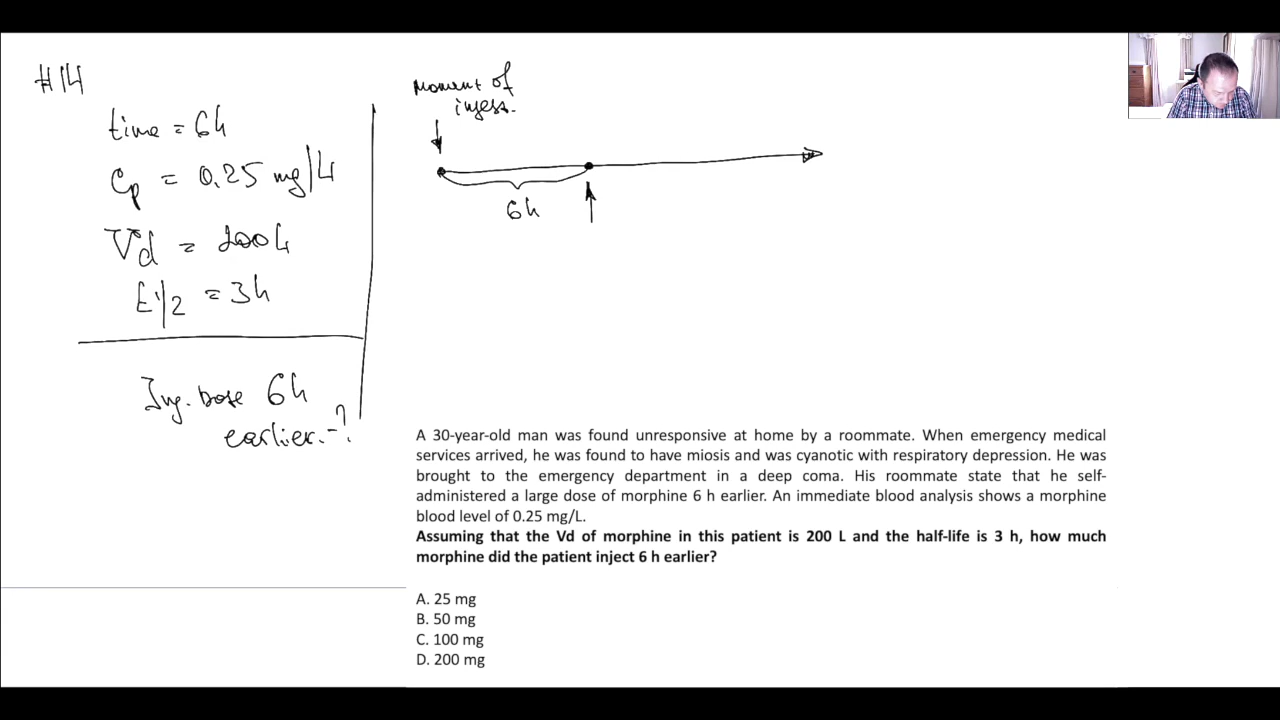 #14
time = 6h
Cp = 0.25 mg/L
Vd = 200L
E1/2 = 3h
Inj. dose 6h
earlier. -?
Moment of
injess.
6h
A 30-year-old man was found unresponsive at home by a roommate. When emergency medical
services arrived, he was found to have miosis and was cyanotic with respiratory depression. He was
brought to the emergency department in a deep coma. His roommate state that he self-
administered a large dose of morphine 6 h earlier. An immediate blood analysis shows a morphine
blood level of 0.25 mg/L.
Assuming that the Vd of morphine in this patient is 200 L and the half-life is 3 h, how much
morphine did the patient inject 6 h earlier?
A. 25 mg
B. 50 mg
C. 100 mg
D. 200 mg